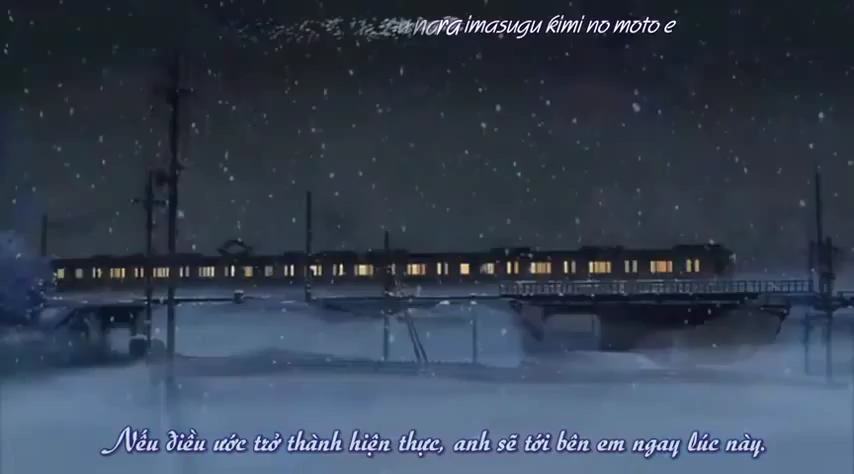 nara imasugu kimi no moto e
Nếu điều ước trở thành hiện thực, anh sẽ tới bên em ngay lúc này.